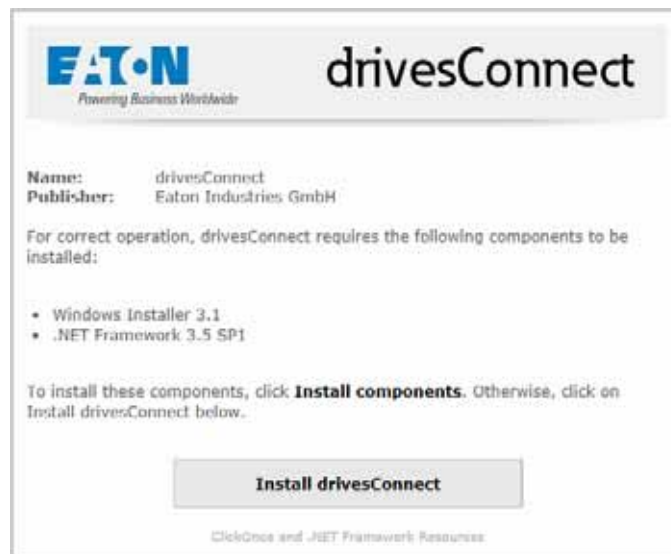 EATON
Powering Business Worldwide
drivesConnect
Name: drivesConnect
Publisher: Eaton Industries GmbH
For correct operation, drivesConnect requires the following components to be
installed:
• Windows Installer 3.1
• .NET Framework 3.5 SP1
To install these components, click Install components. Otherwise, click on
Install drivesConnect below.
Install drivesConnect
ClickOnce and .NET Framework Resources